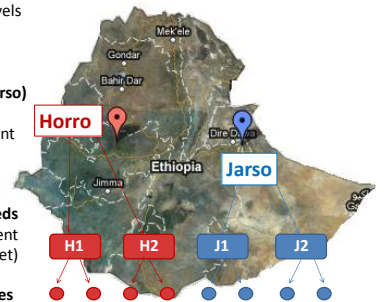 vels
Mek'ele
Gondar
Bahir Dar
rso)
Horro
ent
Dire Dawa
Ethiopia
Jarso
Jimma
eds
ent
et)
H1 H2 J1 J2
es